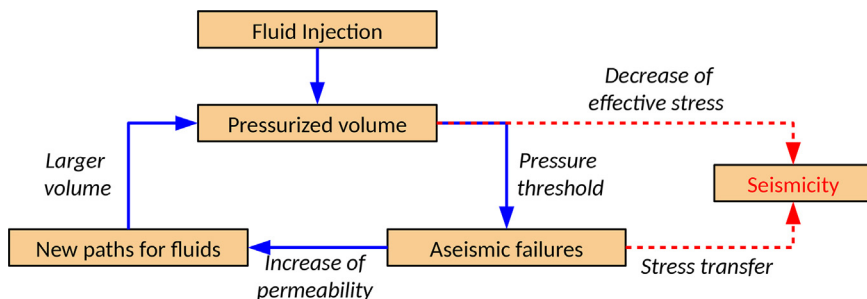 Fluid Injection
Decrease of
effective stress
Pressurized volume
Larger
volume
Pressure
threshold
Seismicity
New paths for fluids
Increase of
permeability
Aseismic failures
Stress transfer